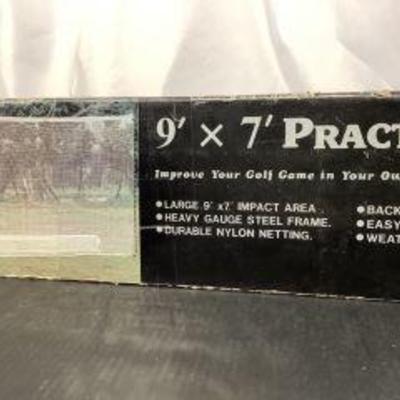 9' × 7' PRACT
Improve Your Golf Game in Your Ow
• LARGE 9' x7' IMPACT AREA
• HEAVY GAUGE STEEL FRAME.
• DURABLE NYLON NETTING.
• BACK
• EASY
• WEAT